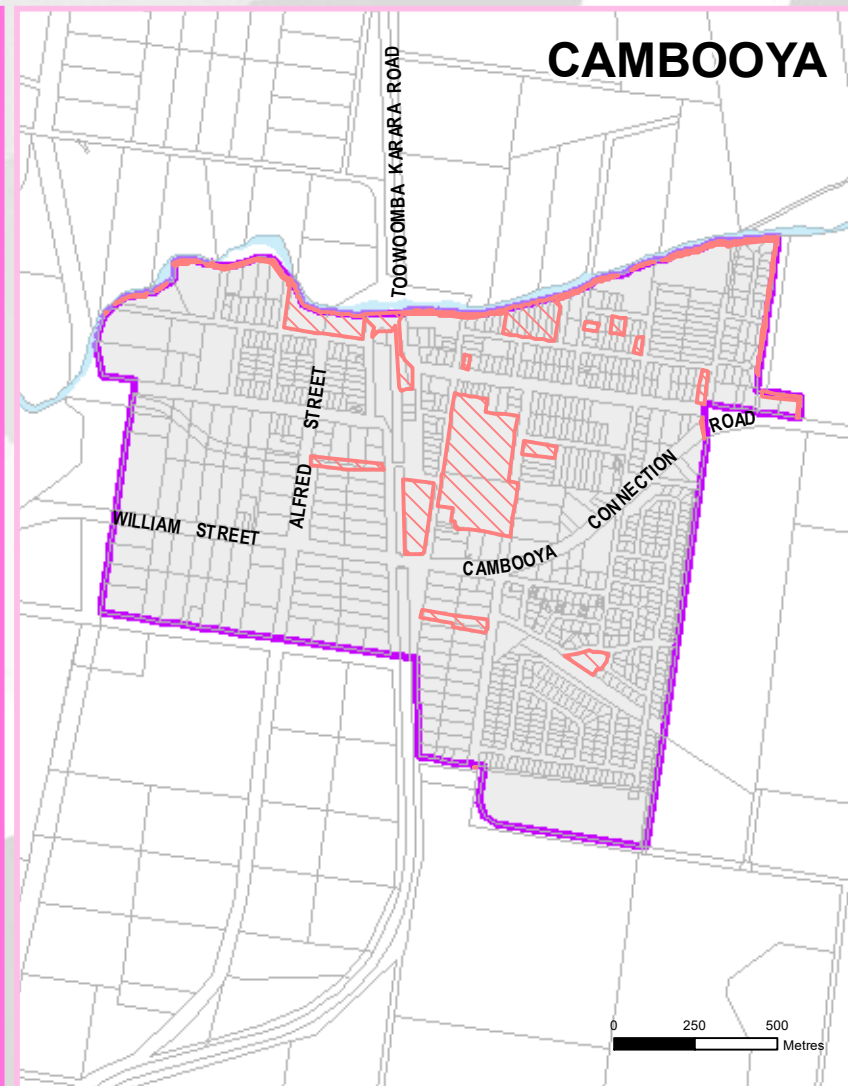 CAMBOOYA
TOOWOOMBA KARARA ROAD
ALFRED STREET
WILLIAM STREET
CAMBOOYA CONNECTION ROAD
0 250 500
Metres